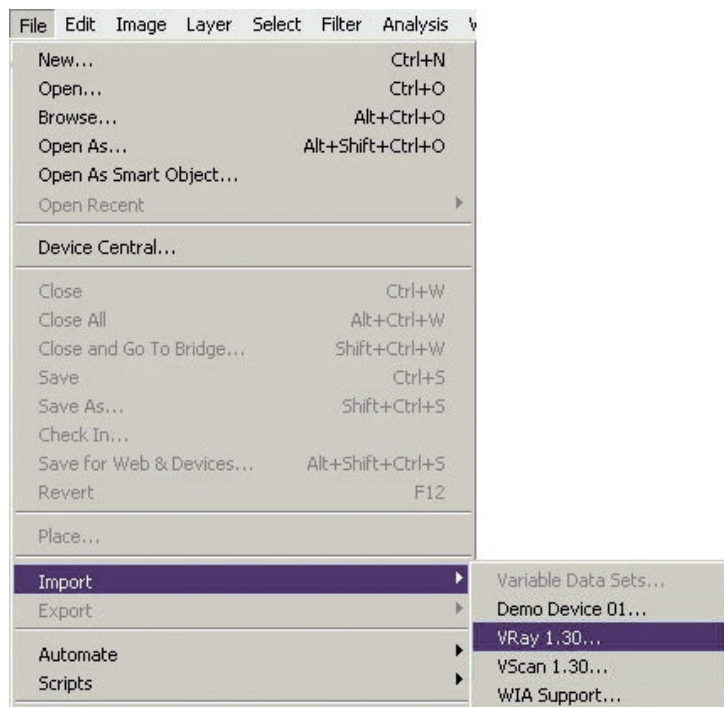 File Edit Image Layer Select Filter Analysis
New... Ctrl+N
Open... Ctrl+O
Browse... Alt+Ctrl+O
Open As... Alt+Shift+Ctrl+O
Open As Smart Object...
Open Recent
Device Central...
Close Ctrl+W
Close All Alt+Ctrl+W
Close and Go To Bridge... Shift+Ctrl+W
Save Ctrl+S
Save As... Shift+Ctrl+S
Check In...
Save for Web & Devices... Alt+Shift+Ctrl+S
Revert F12
Place...
Import
Export
Automate
Scripts
Variable Data Sets...
Demo Device 01...
VRay 1.30...
VScan 1.30...
WIA Support...